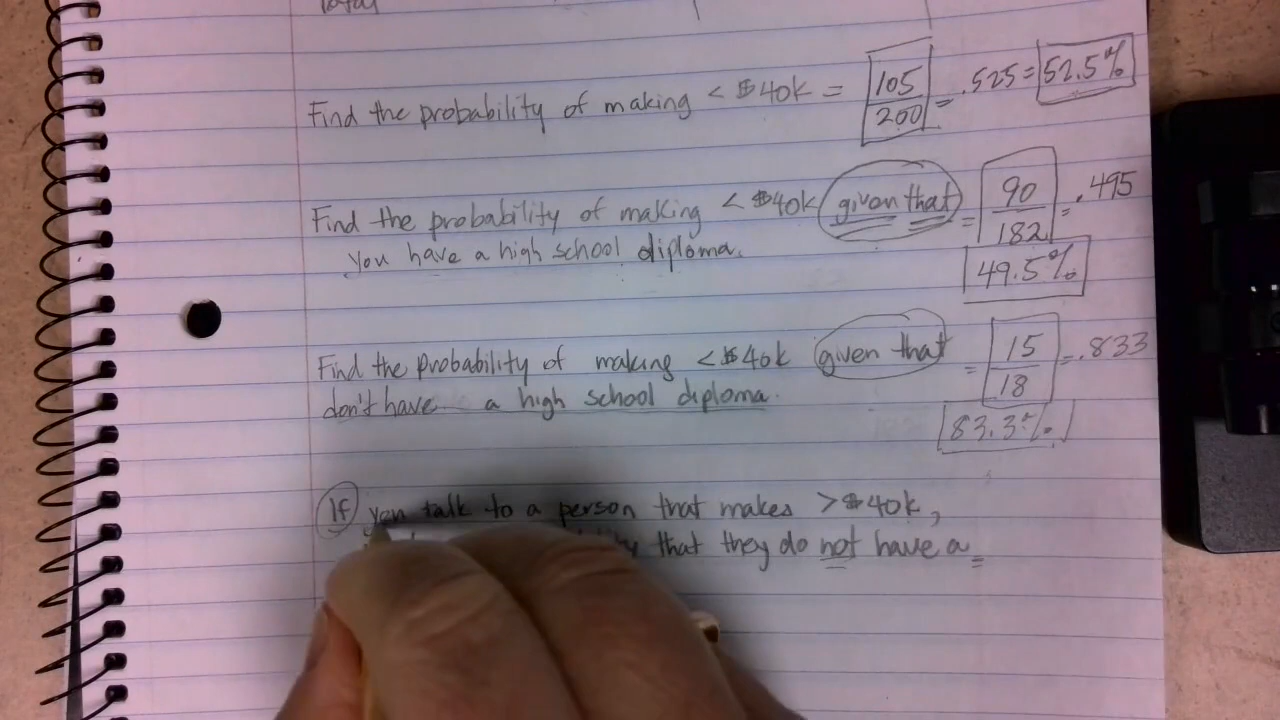 Total
Find the probability of making < $40k = 105/200 = .525 = 52.5%
Find the probability of making < $40k given that = 90/182 = .495
you have a high school diploma. 49.5%
Find the probability of making < $40k given that = 15/18 = .833
don't have a high school diploma. 83.3%
If you talk to a person that makes > $40k,
that they do not have a =